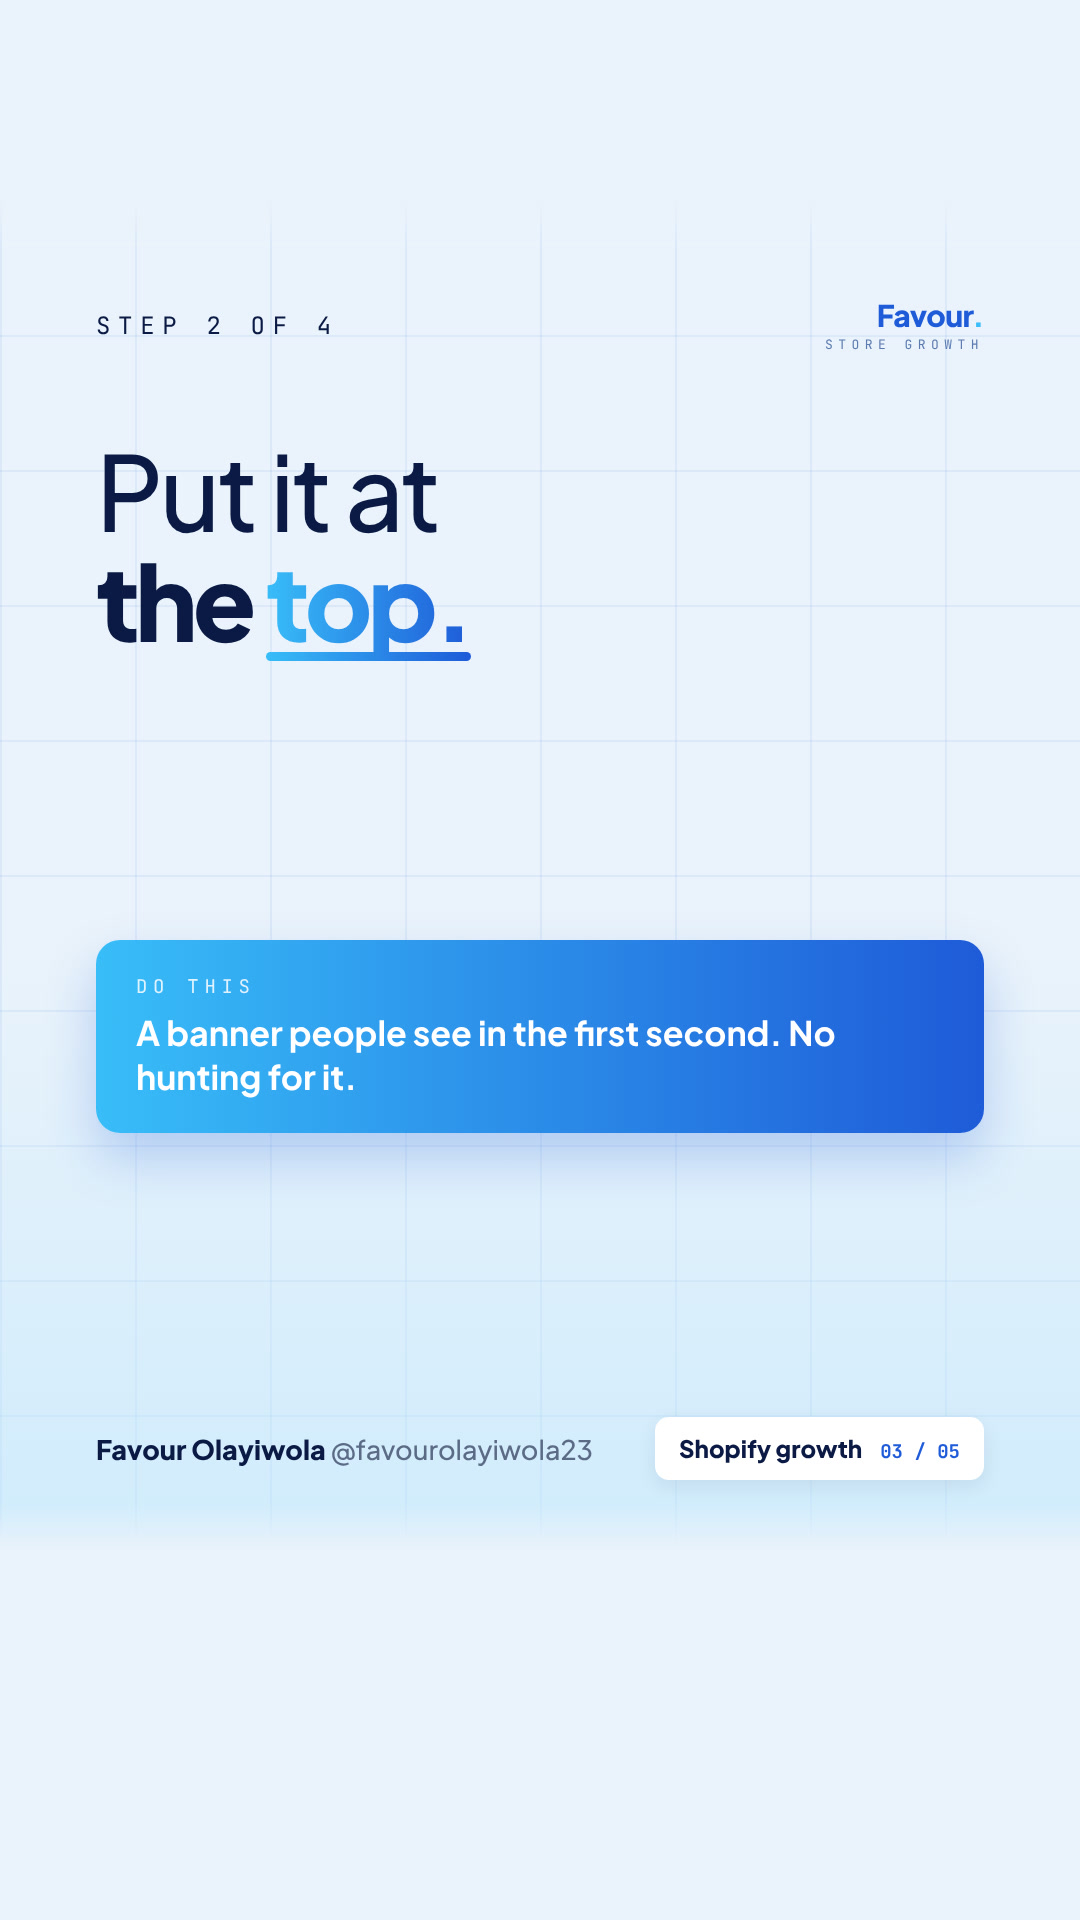 STEP 2 OF 4
Favour.
STORE GROWTH
Put it at
the top.
DO THIS
A banner people see in the first second. No
hunting for it.
Favour Olayiwola @favourolayiwola23
Shopify growth 03 / 05